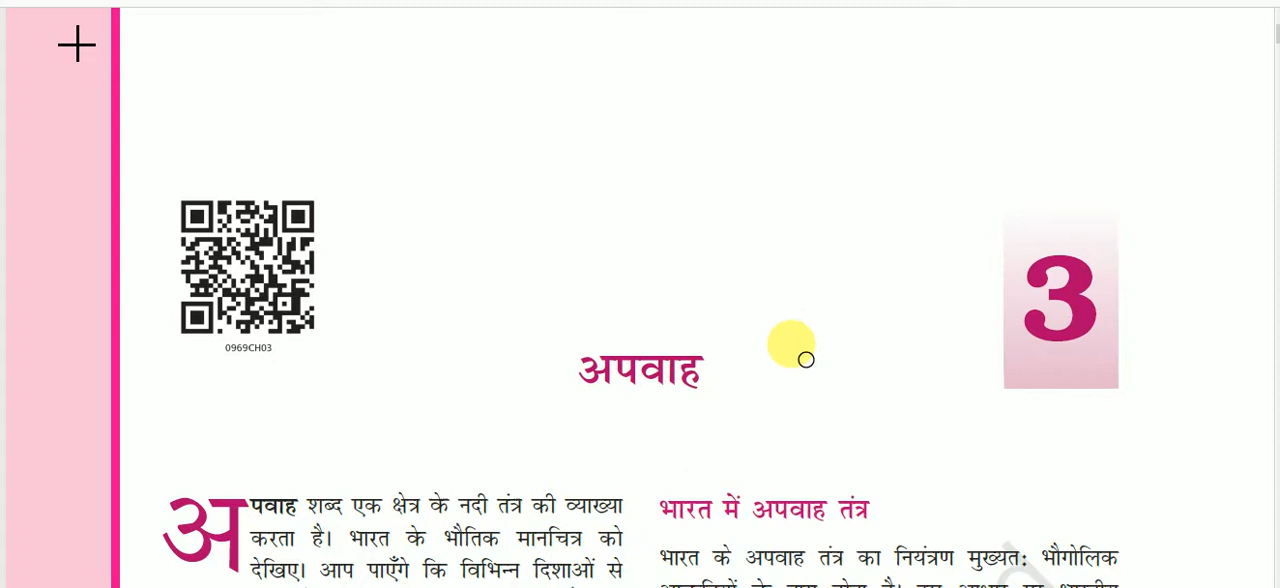 3
0969CH03
अपवाह
अपवाह शब्द एक क्षेत्र के नदी तंत्र की व्याख्या
करता है। भारत के भौतिक मानचित्र को
देखिए। आप पाएँगे कि विभिन्न दिशाओं से
भारत में अपवाह तंत्र
भारत के अपवाह तंत्र का नियंत्रण मुख्यतः भौगोलिक